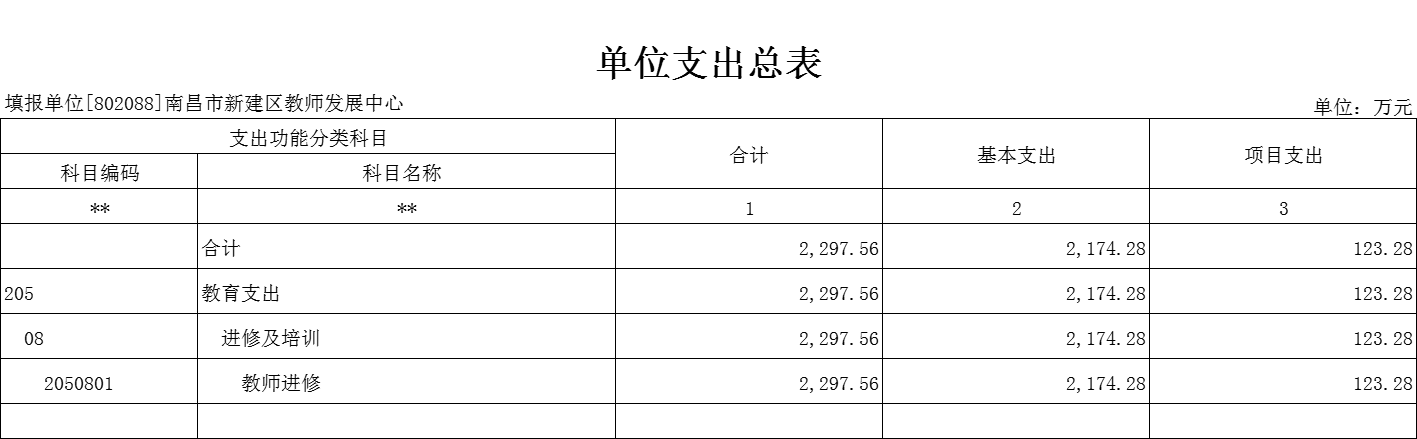 单位支出总表
填报单位[802088]南昌市新建区教师发展中心 单位：万元
支出功能分类科目 合计 基本支出 项目支出
科目编码 科目名称
** ** 1 2 3
合计 2,297.56 2,174.28 123.28
205 教育支出 2,297.56 2,174.28 123.28
08 进修及培训 2,297.56 2,174.28 123.28
2050801 教师进修 2,297.56 2,174.28 123.28